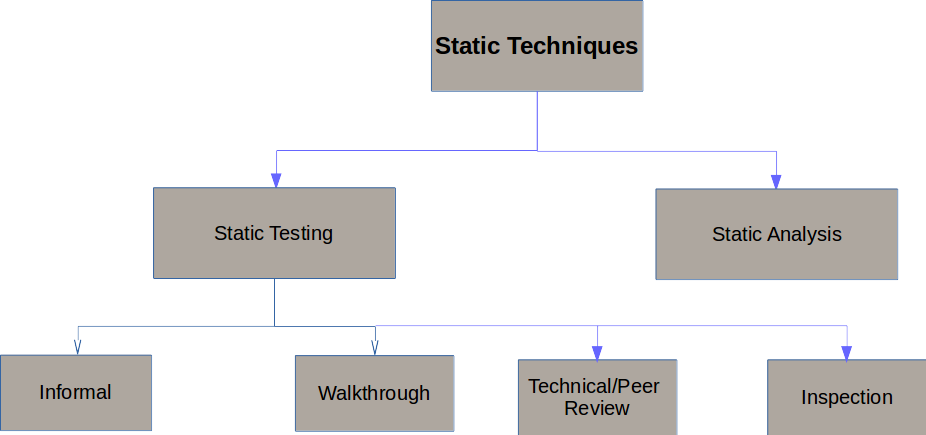 Static Techniques
Static Testing
Static Analysis
Informal
Walkthrough
Technical/Peer
Review
Inspection